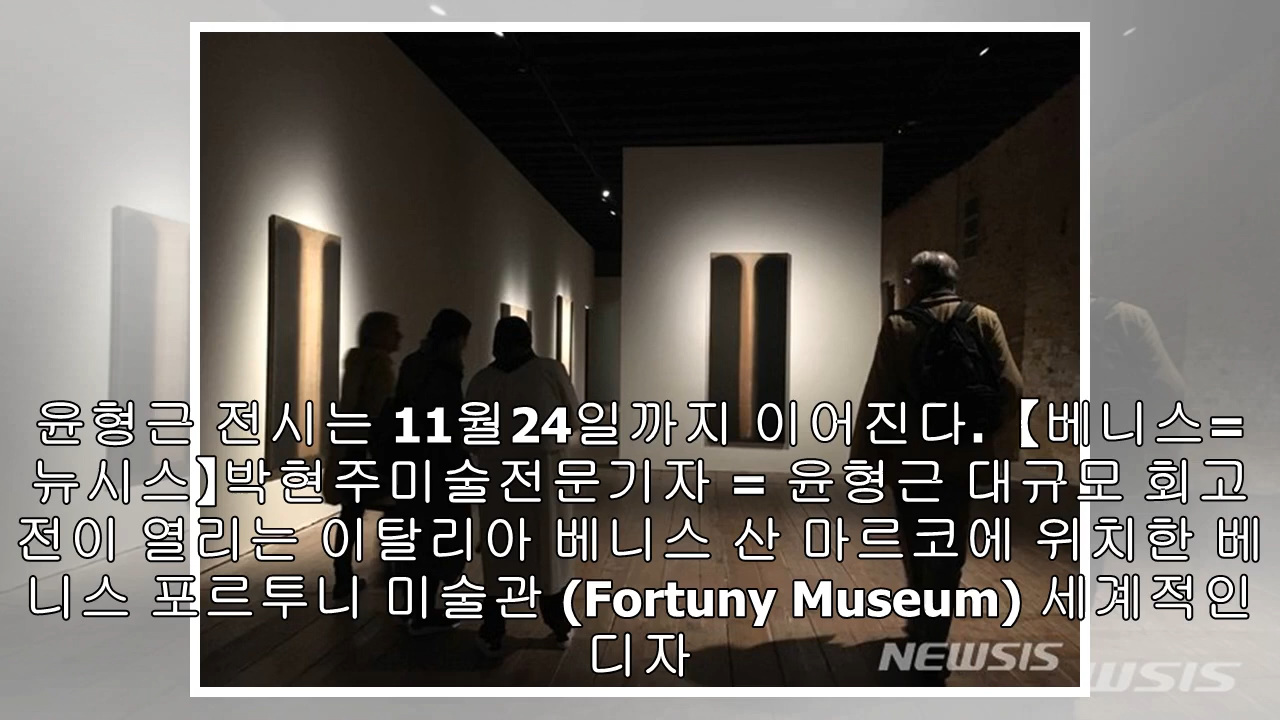 윤형근 전시는 11월24일까지 이어진다.【베니스=
뉴시스】박현주미술전문기자 = 윤형근 대규모 회고
전이 열리는 이탈리아 베니스 산 마르코에 위치한 베
니스 포르투니 미술관 (Fortuny Museum) 세계적인
디자
NEWSIS
WSIS